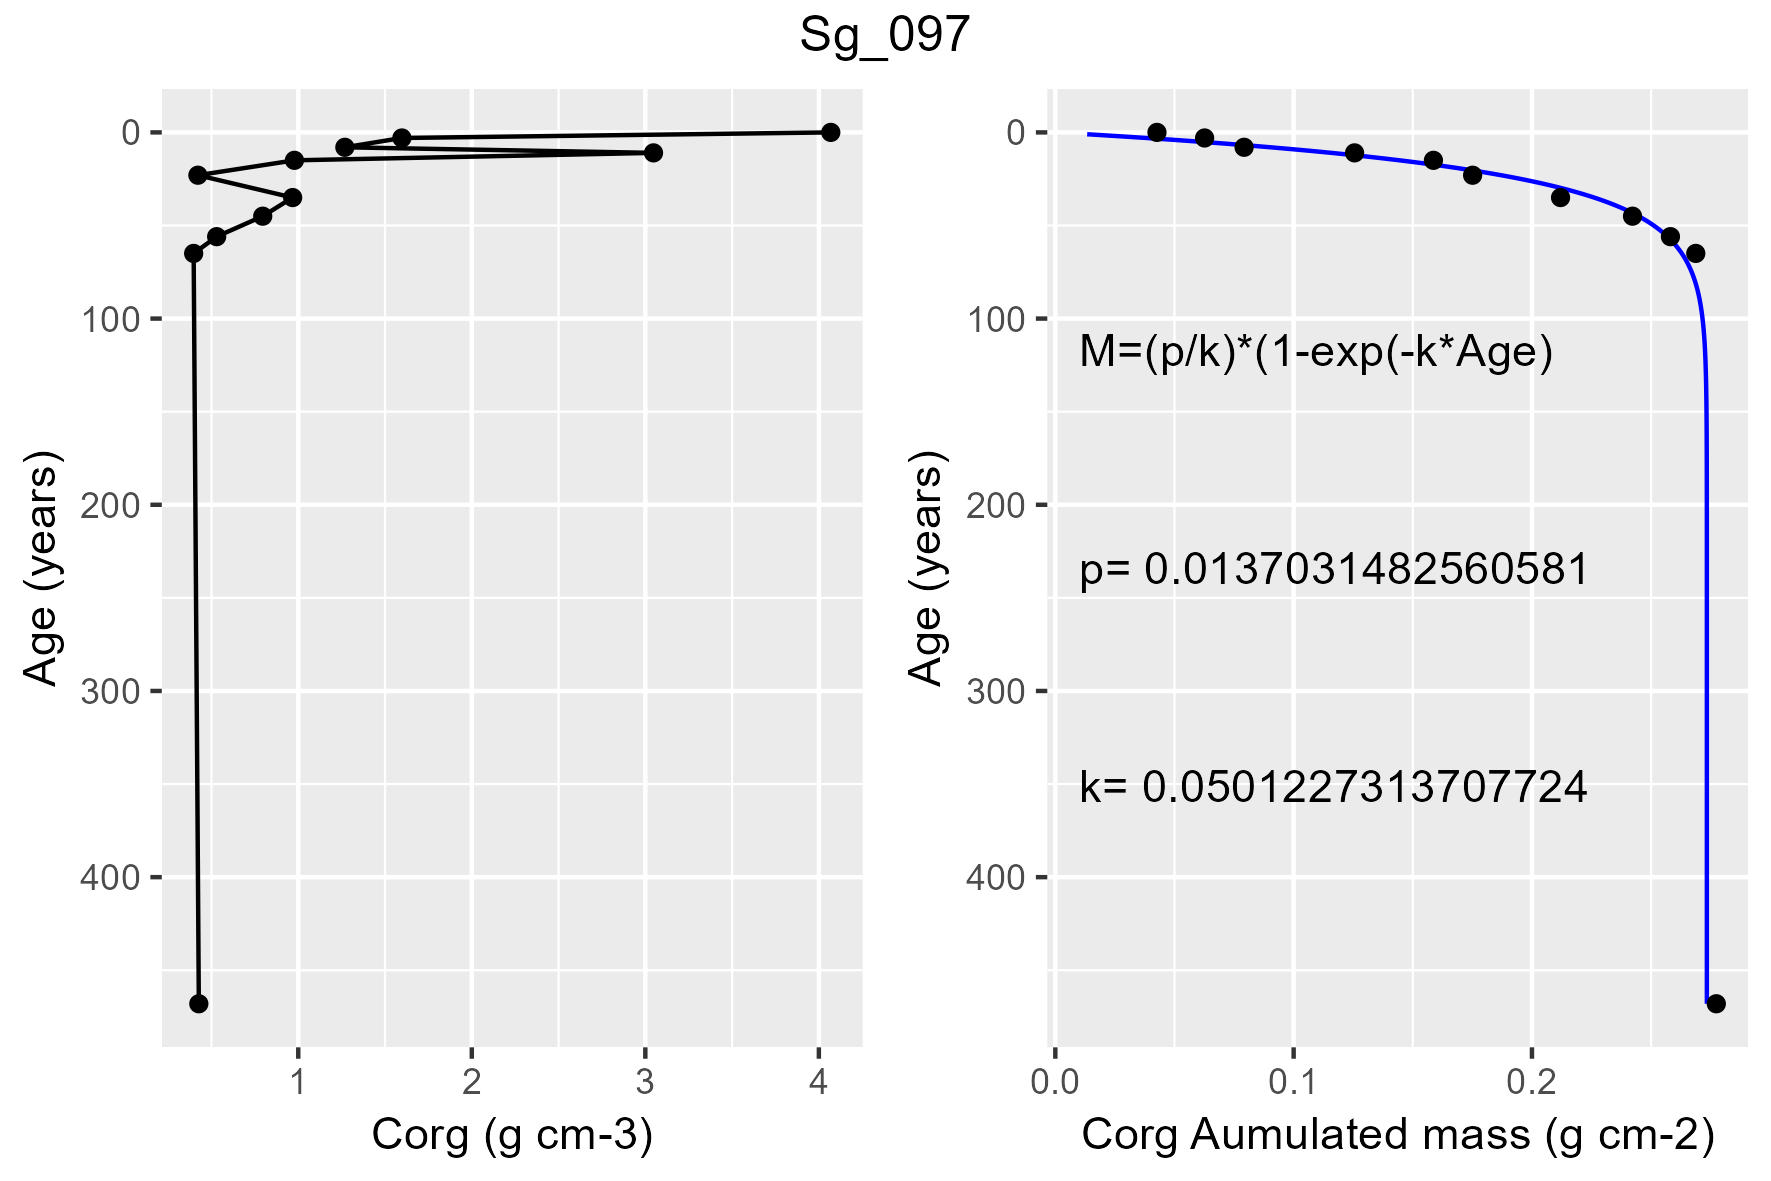 Sg_097
0
100
200
300
400
Age (years)
1
2
3
4
Corg (g cm-3)
0
100
200
300
400
Age (years)
M=(p/k)*(1-exp(-k*Age)
p= 0.0137031482560581
k= 0.0501227313707724
0.0
0.1
0.2
Corg Aumulated mass (g cm-2)